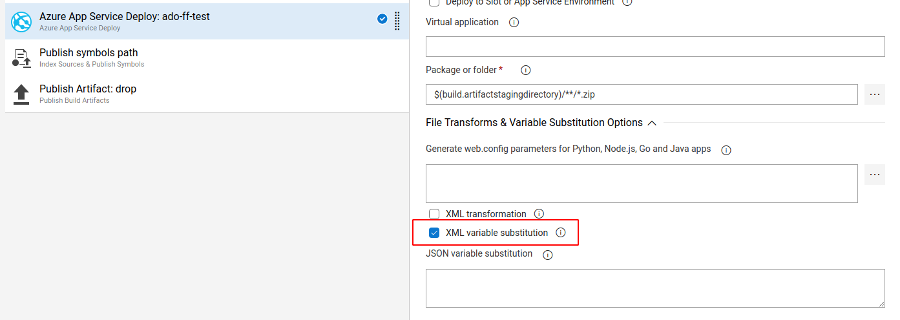 Azure App Service Deploy: ado-ff-test
Azure App Service Deploy
Publish symbols path
Index Sources & Publish Symbols
Publish Artifact: drop
Publish Build Artifacts
Deploy to Slot or App Service Environment
Virtual application
Package or folder *
$(build.artifactstagingdirectory)/**/*.zip
File Transforms & Variable Substitution Options
Generate web.config parameters for Python, Node.js, Go and Java apps
XML transformation
XML variable substitution
JSON variable substitution